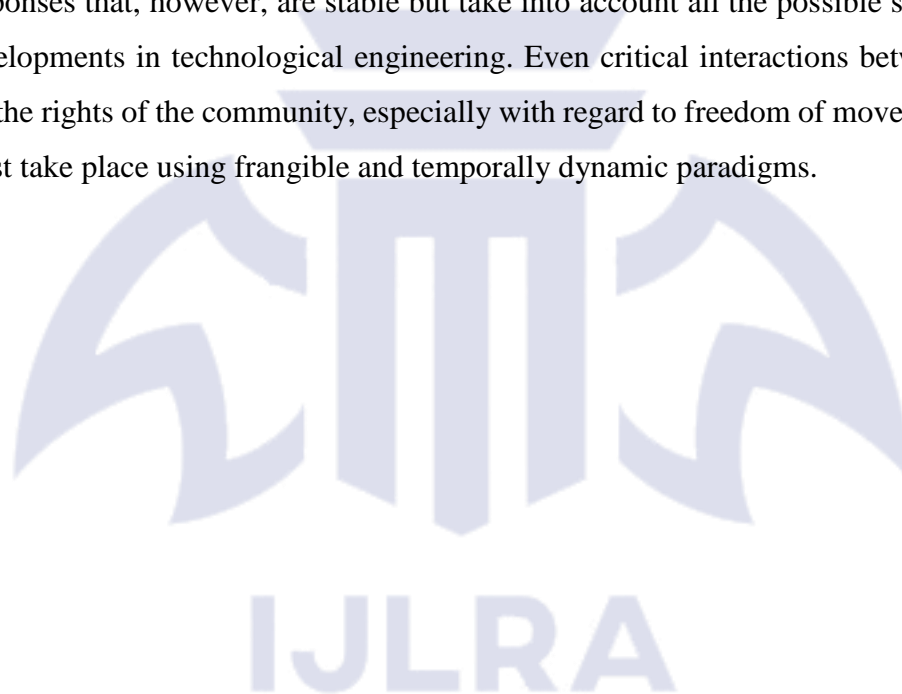 that, however, are stable but take into account all the possible
in technological engineering. Even critical interactions
the rights of the community, especially with regard to freedom of
take place using frangible and temporally dynamic paradigms.
IJLRA